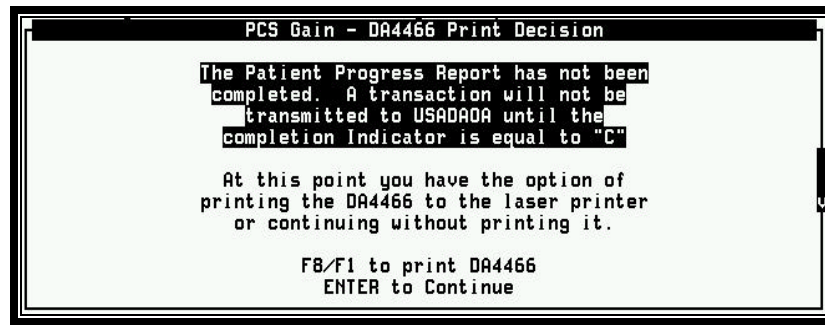 PCS Gain - DA4466 Print Decision
The Patient Progress Report has not been
completed. A transaction will not be
transmitted to USADAOA until the
completion Indicator is equal to "C"
At this point you have the option of
printing the DA4466 to the laser printer
or continuing without printing it.
F8/F1 to print DA4466
ENTER to Continue